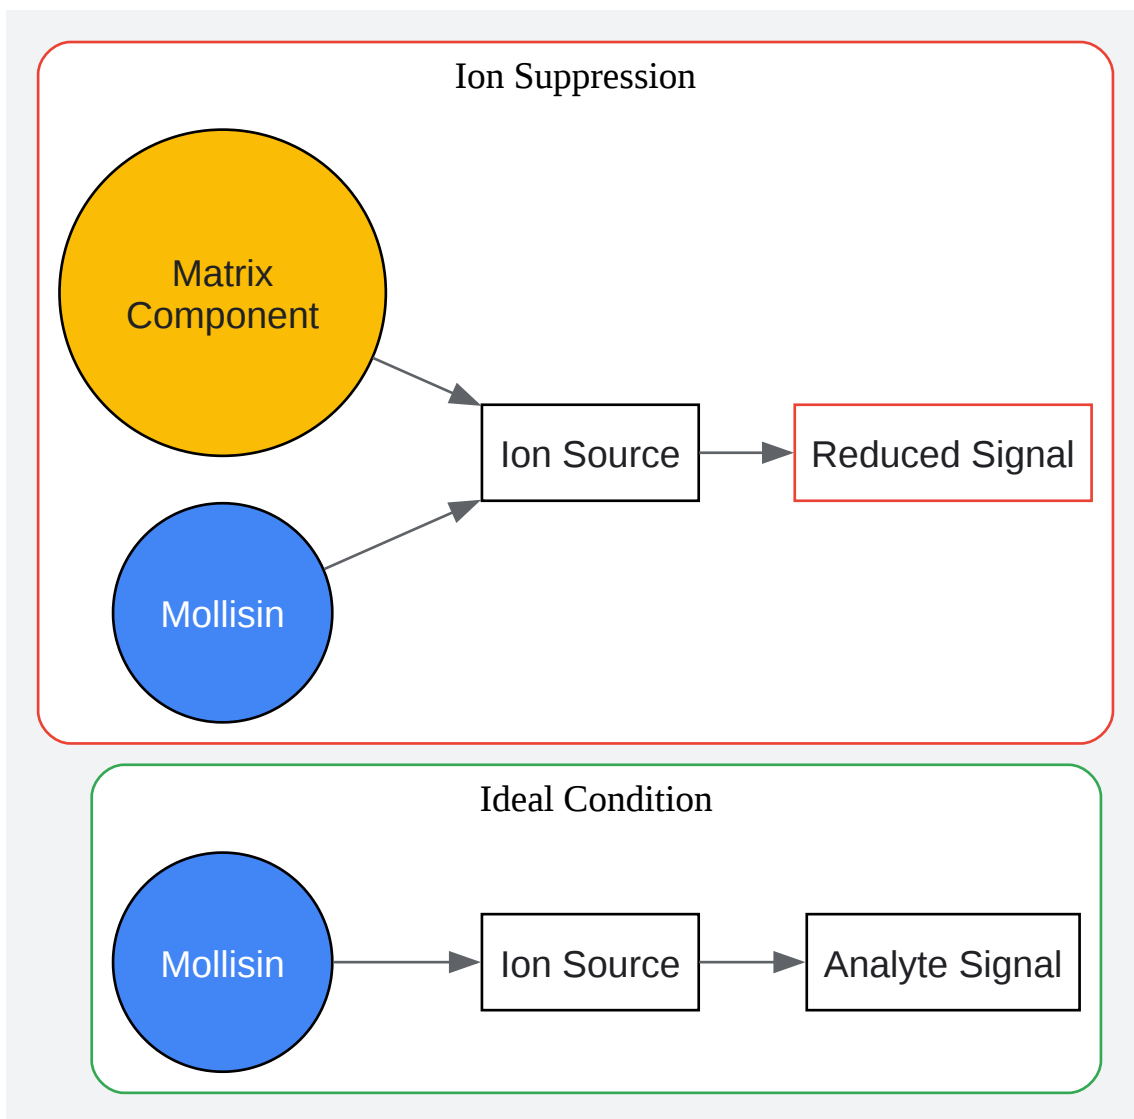 Ion Suppression
Matrix
Component
Ion Source
Reduced Signal
Mollisin
Ideal Condition
Mollisin
Ion Source
Analyte Signal